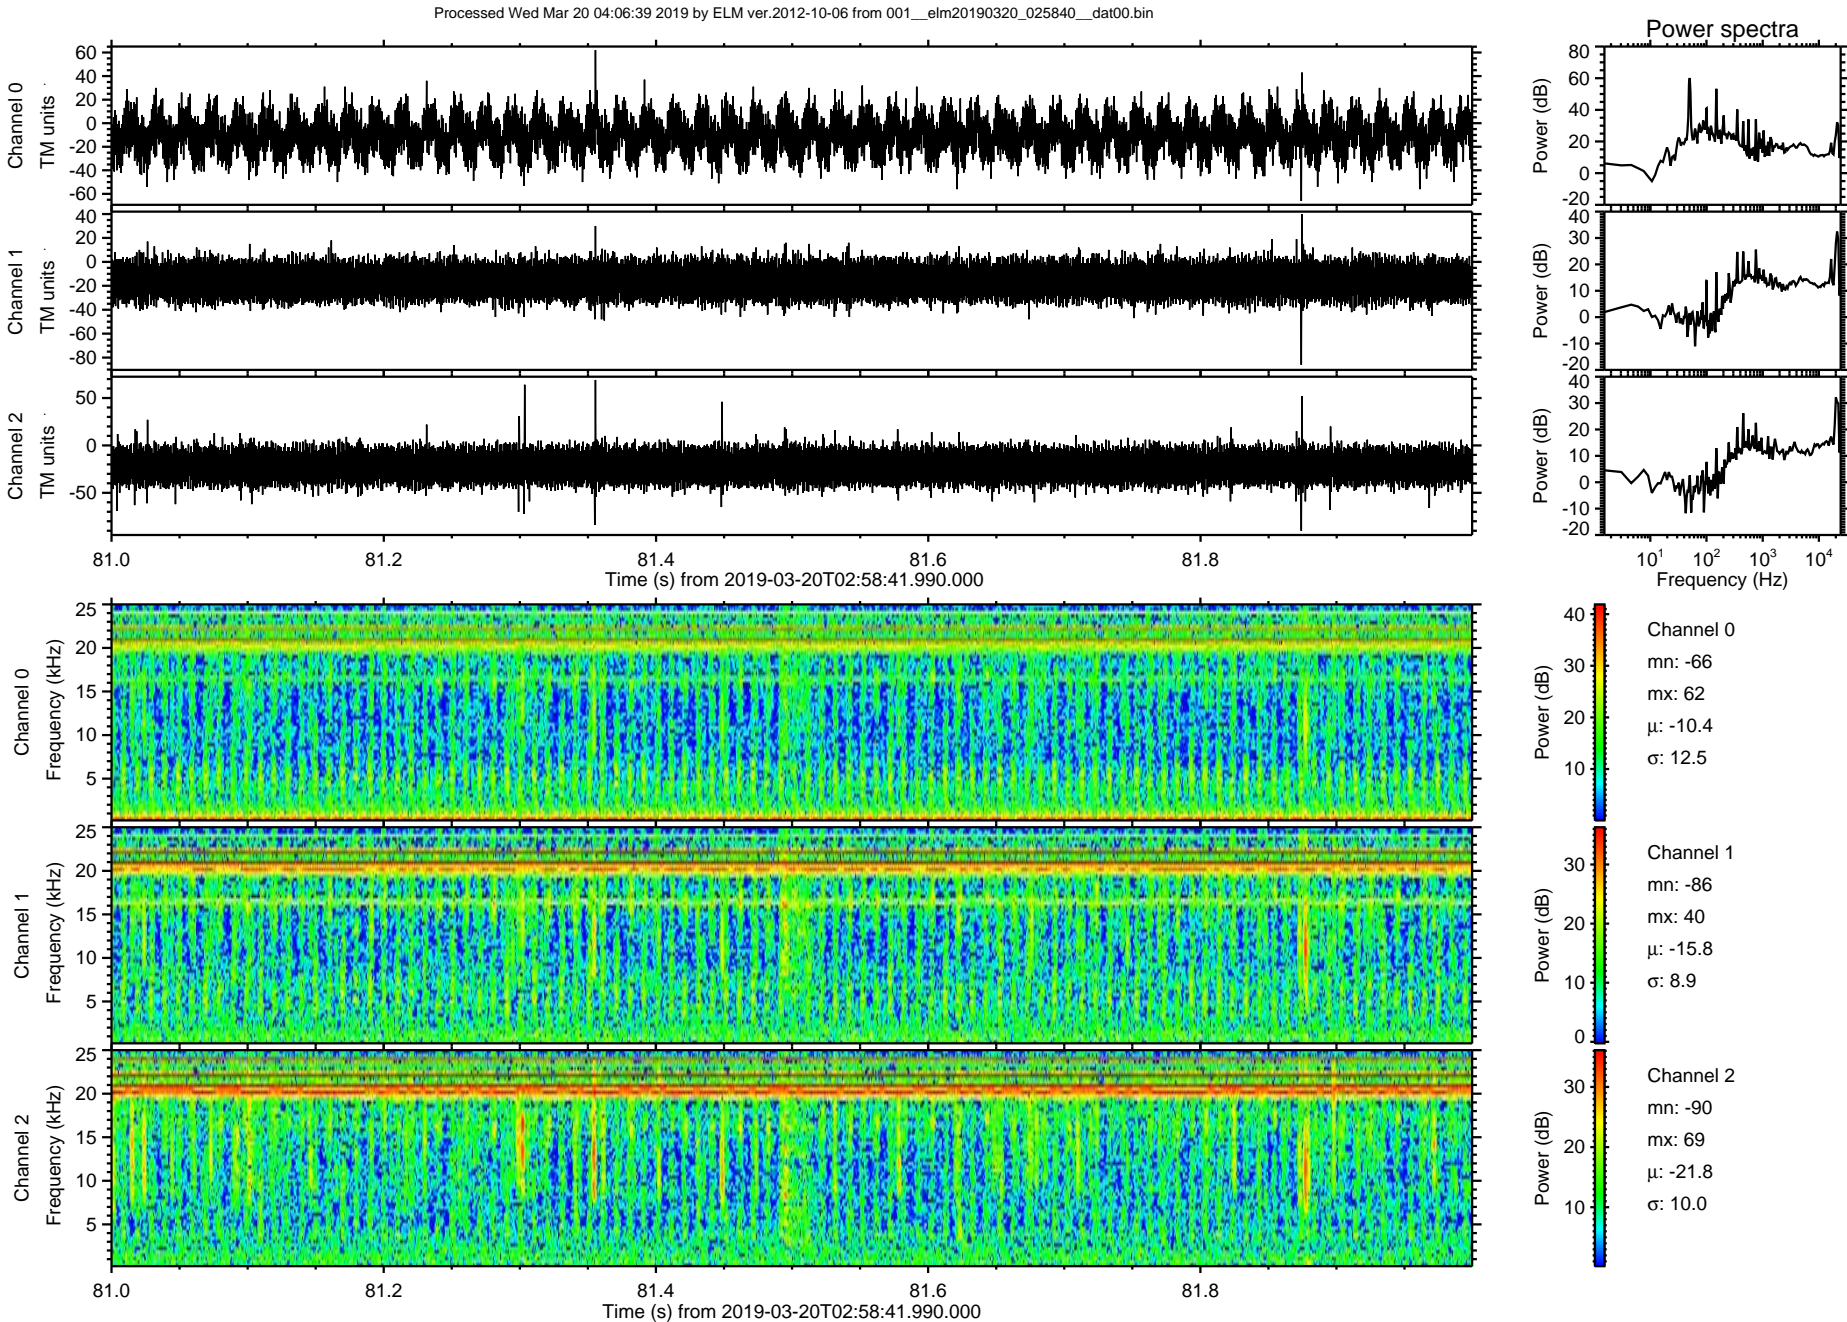 Processed Wed Mar 20 04:06:39 2019 by ELM ver.2012-10-06 from 001__elm20190320_025840__dat00.bin
Power spectra
Channel 0
TM units
60
40
20
0
-20
-40
-60
Power (dB)
80
60
40
20
0
-20
Channel 1
TM units
40
20
0
-20
-40
-60
-80
Power (dB)
40
30
20
10
0
-10
-20
Channel 2
TM units
50
0
-50
Power (dB)
40
30
20
10
0
-10
-20
81.0 81.2 81.4 81.6 81.8
Time (s) from 2019-03-20T02:58:41.990.000
10^1 10^2 10^3 10^4
Frequency (Hz)
Channel 0
Frequency (kHz)
25
20
15
10
5
Power (dB)
40
30
20
10
Channel 0
mn: -66
mx: 62
μ: -10.4
σ: 12.5
Channel 1
Frequency (kHz)
25
20
15
10
5
Power (dB)
30
20
10
0
Channel 1
mn: -86
mx: 40
μ: -15.8
σ: 8.9
Channel 2
Frequency (kHz)
25
20
15
10
5
Power (dB)
30
20
10
Channel 2
mn: -90
mx: 69
μ: -21.8
σ: 10.0
81.0 81.2 81.4 81.6 81.8
Time (s) from 2019-03-20T02:58:41.990.000